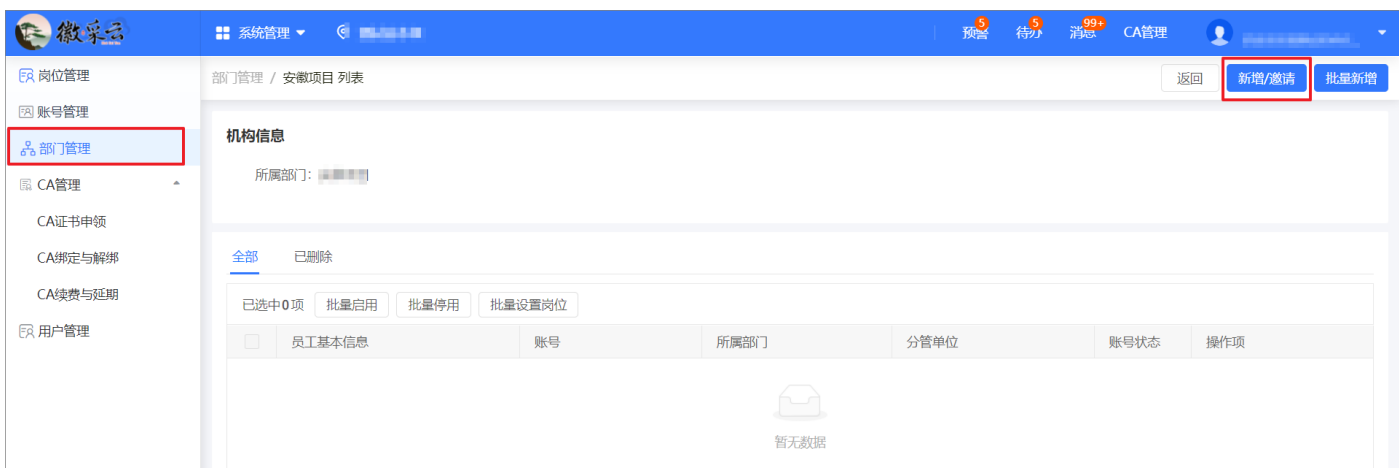 徽采云 系统管理 5 预警 5 待办 99+ 消息 CA管理
岗位管理 部门管理 / 安徽项目 列表 返回 新增/邀请 批量新增
账号管理
机构信息
部门管理
所属部门:
CA管理
CA证书申领
全部 已删除
CA绑定与解绑
CA续费与延期
已选中0项 批量启用 批量停用 批量设置岗位
用户管理
员工基本信息 账号 所属部门 分管单位 账号状态 操作项
暂无数据